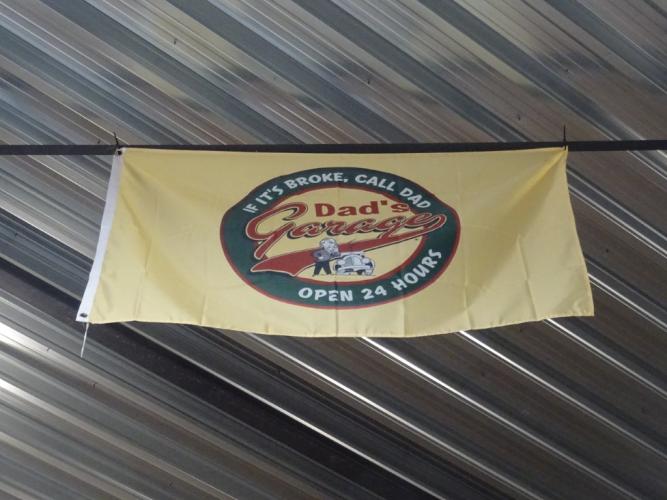 IF IT'S BROKE, CALL DAD
Dad's
Garage
OPEN 24 HOURS